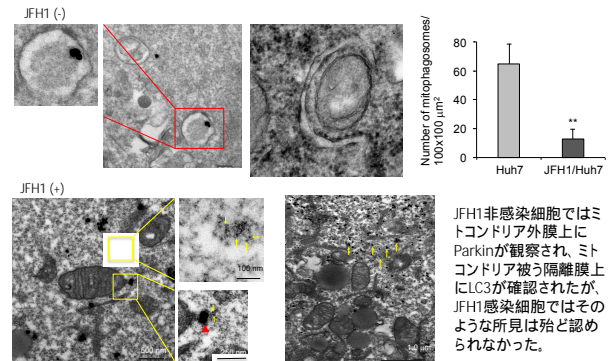 JFH1 (-)
Number of mitophagosomes/
100x100 μm²
80
60
40
20
0
**
Huh7
JFH1/Huh7
JFH1 (+)
100 nm
500 nm
250 nm
1.0 μm
JFH1非感染細胞ではミ
トコンドリア外膜上に
Parkinが観察され、ミト
コンドリア被う隔離膜上
にLC3が確認されたが、
JFH1感染細胞ではその
ような所見は殆ど認め
られなかった。